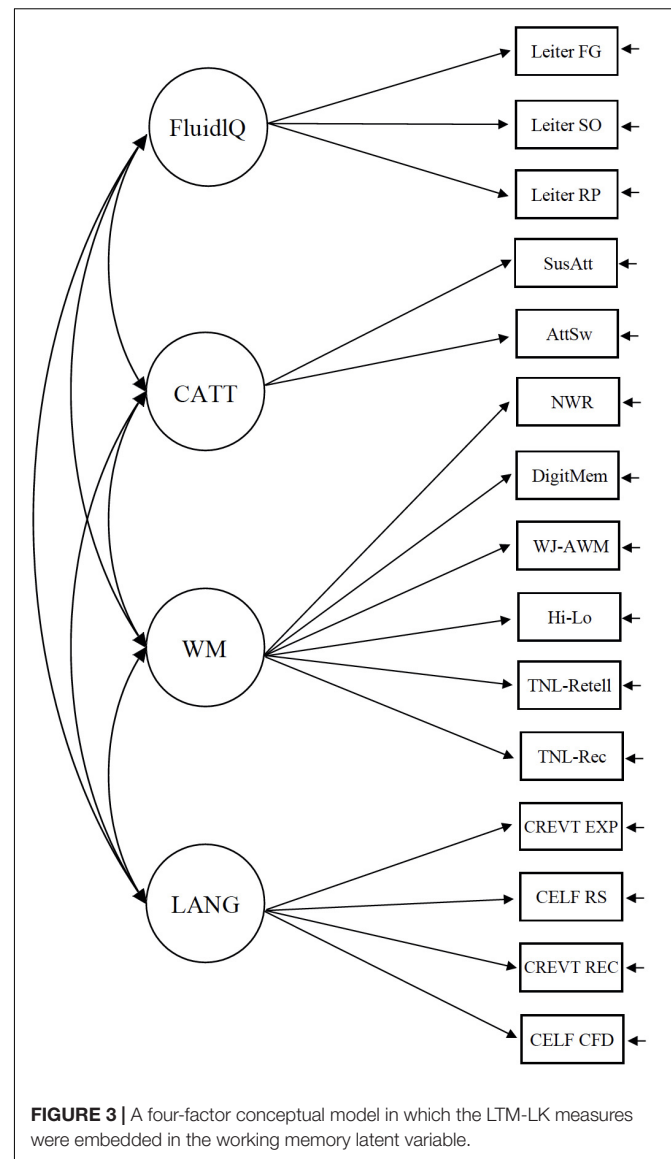 Leiter FG
FluidIQ
Leiter SO
Leiter RP
SusAtt
AttSw
CATT
NWR
DigitMem
WJ-AWM
Hi-Lo
WM
TNL-Retell
TNL-Rec
CREVT EXP
CELF RS
LANG
CREVT REC
CELF CFD
FIGURE 3 | A four-factor conceptual model in which the LTM-LK measures
were embedded in the working memory latent variable.